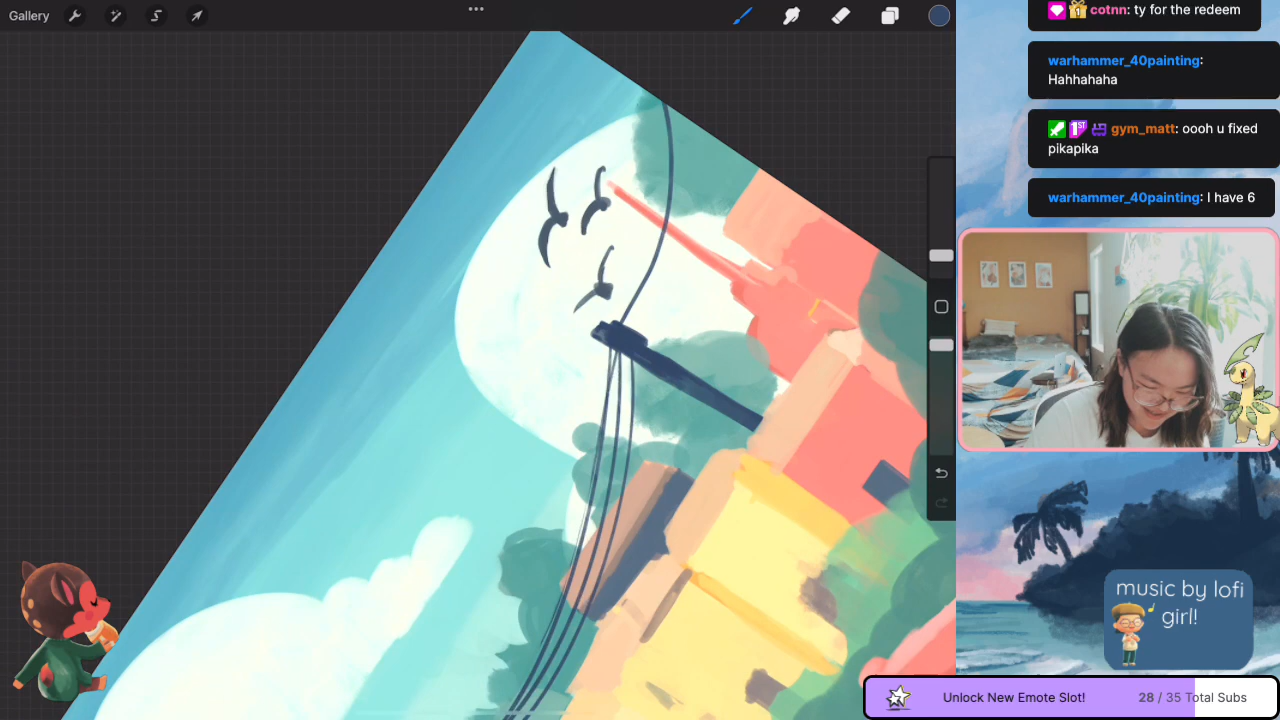 Gallery
cotnn: ty for the redeem
warhammer_40painting:
Hahhahaha
1ST gym_matt: oooh u fixed
pikapika
warhammer_40painting: I have 6
music by lofi
girl!
Unlock New Emote Slot! 28 / 35 Total Subs